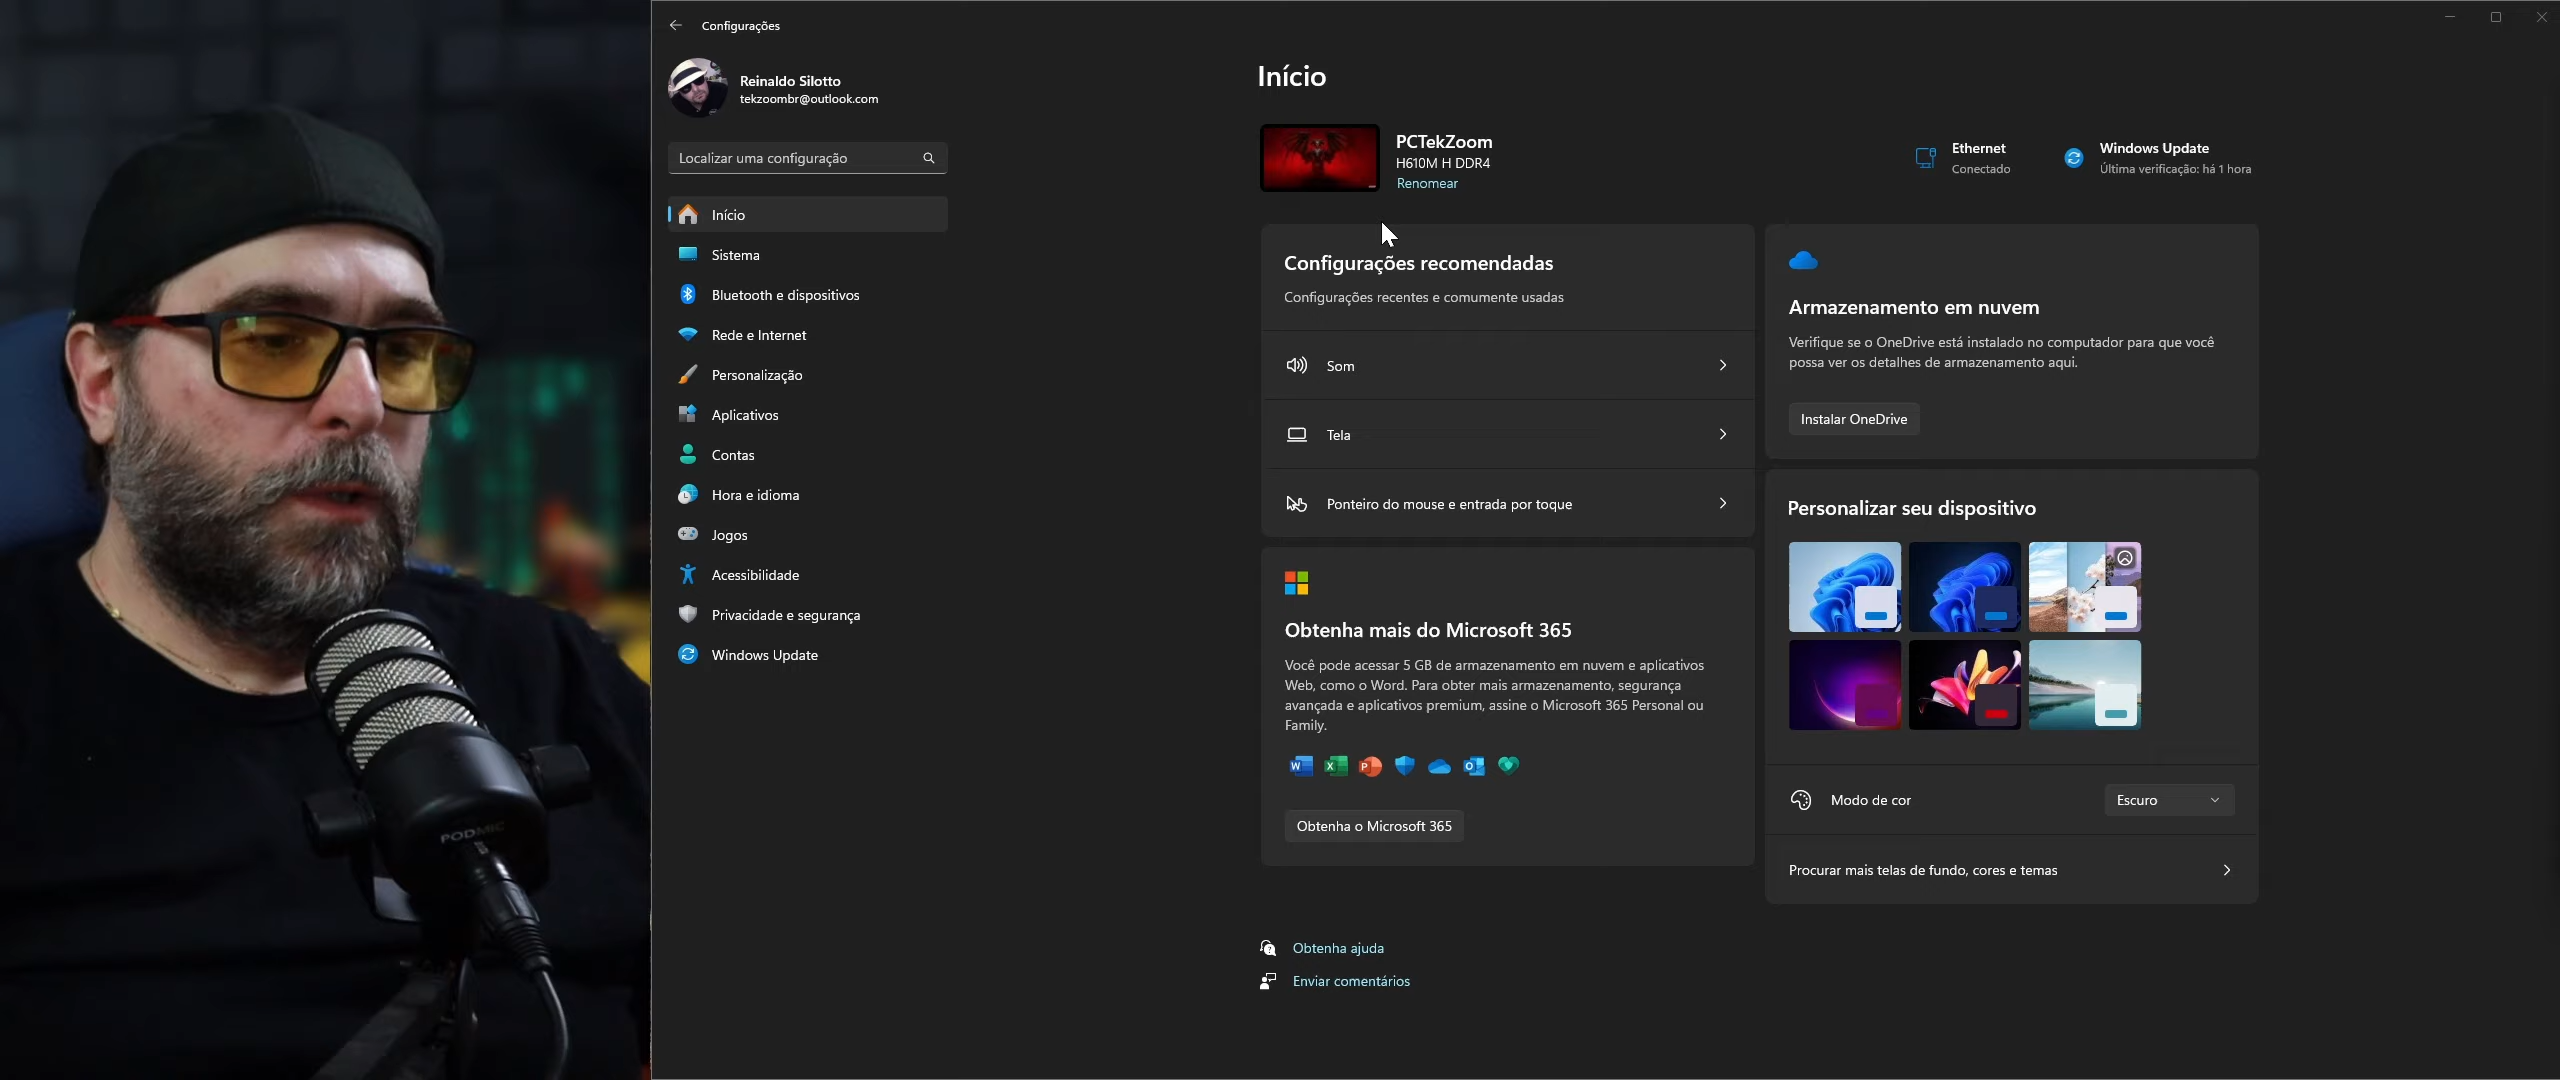 Configurações
Reinaldo Silotto
tekzoombr@outlook.com
Localizar uma configuração
Início
Sistema
Bluetooth e dispositivos
Rede e Internet
Personalização
Aplicativos
Contas
Hora e idioma
Jogos
Acessibilidade
Privacidade e segurança
Windows Update
Início
PCTekZoom
H610M H DDR4
Renomear
Ethernet
Conectado
Windows Update
Última verificação: há 1 hora
Configurações recomendadas
Configurações recentes e comumente usadas
Som
Tela
Ponteiro do mouse e entrada por toque
Obtenha mais do Microsoft 365
Você pode acessar 5 GB de armazenamento em nuvem e aplicativos
Web, como o Word. Para obter mais armazenamento, segurança
avançada e aplicativos premium, assine o Microsoft 365 Personal ou
Family.
Obtenha o Microsoft 365
Armazenamento em nuvem
Verifique se o OneDrive está instalado no computador para que você
possa ver os detalhes de armazenamento aqui.
Instalar OneDrive
Personalizar seu dispositivo
Modo de cor
Escuro
Procurar mais telas de fundo, cores e temas
Obtenha ajuda
Enviar comentários
PODMIC